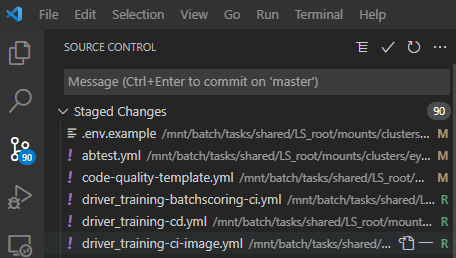 File Edit Selection View Go Run Terminal H
SOURCE CONTROL
Message (Ctrl+Enter to commit on 'master')
Staged Changes 90
.env.example /mnt/batch/tasks/shared/LS_root/mounts/clusters... M
! abtest.yml /mnt/batch/tasks/shared/LS_root/mounts/clusters/ey... M
! code-quality-template.yml /mnt/batch/tasks/shared/LS_root/... M
90
! driver_training-batchscoring-ci.yml /mnt/batch/tasks/shared/L... R
! driver_training-cd.yml /mnt/batch/tasks/shared/LS_root/mount... R
! driver_training-ci-image.yml /mnt/batch/tasks/shared/... R